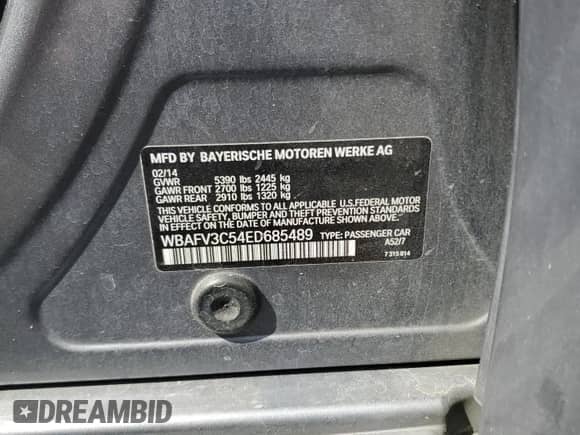 MFD BY BAYERISCHE MOTOREN WERKE AG
02/14
GVWR 5390 lbs 2445 kg
GAWR FRONT 2700 lbs 1225 kg
GAWR REAR 2910 lbs 1320 kg
THIS VEHICLE CONFORMS TO ALL APPLICABLE U.S. FEDERAL MOTOR
VEHICLE SAFETY, BUMPER, AND THEFT PREVENTION STANDARDS
IN EFFECT ON THE DATE OF MANUFACTURE SHOWN ABOVE.
WBAFV3C54ED685489 TYPE: PASSENGER CAR
A52/7
7 315 814
DREAMBID